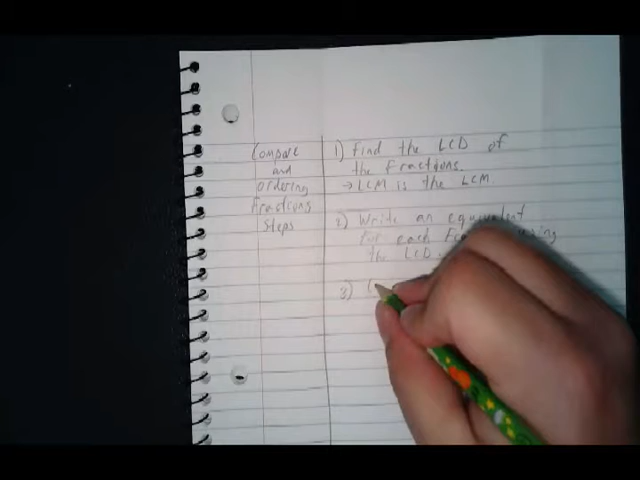 Compare
and
ordering
Fractions
Steps
1) Find the LCD of
the fractions.
→ LCM is the LCM.
2) Write an equivalent
for each using
the LCD.
3) (